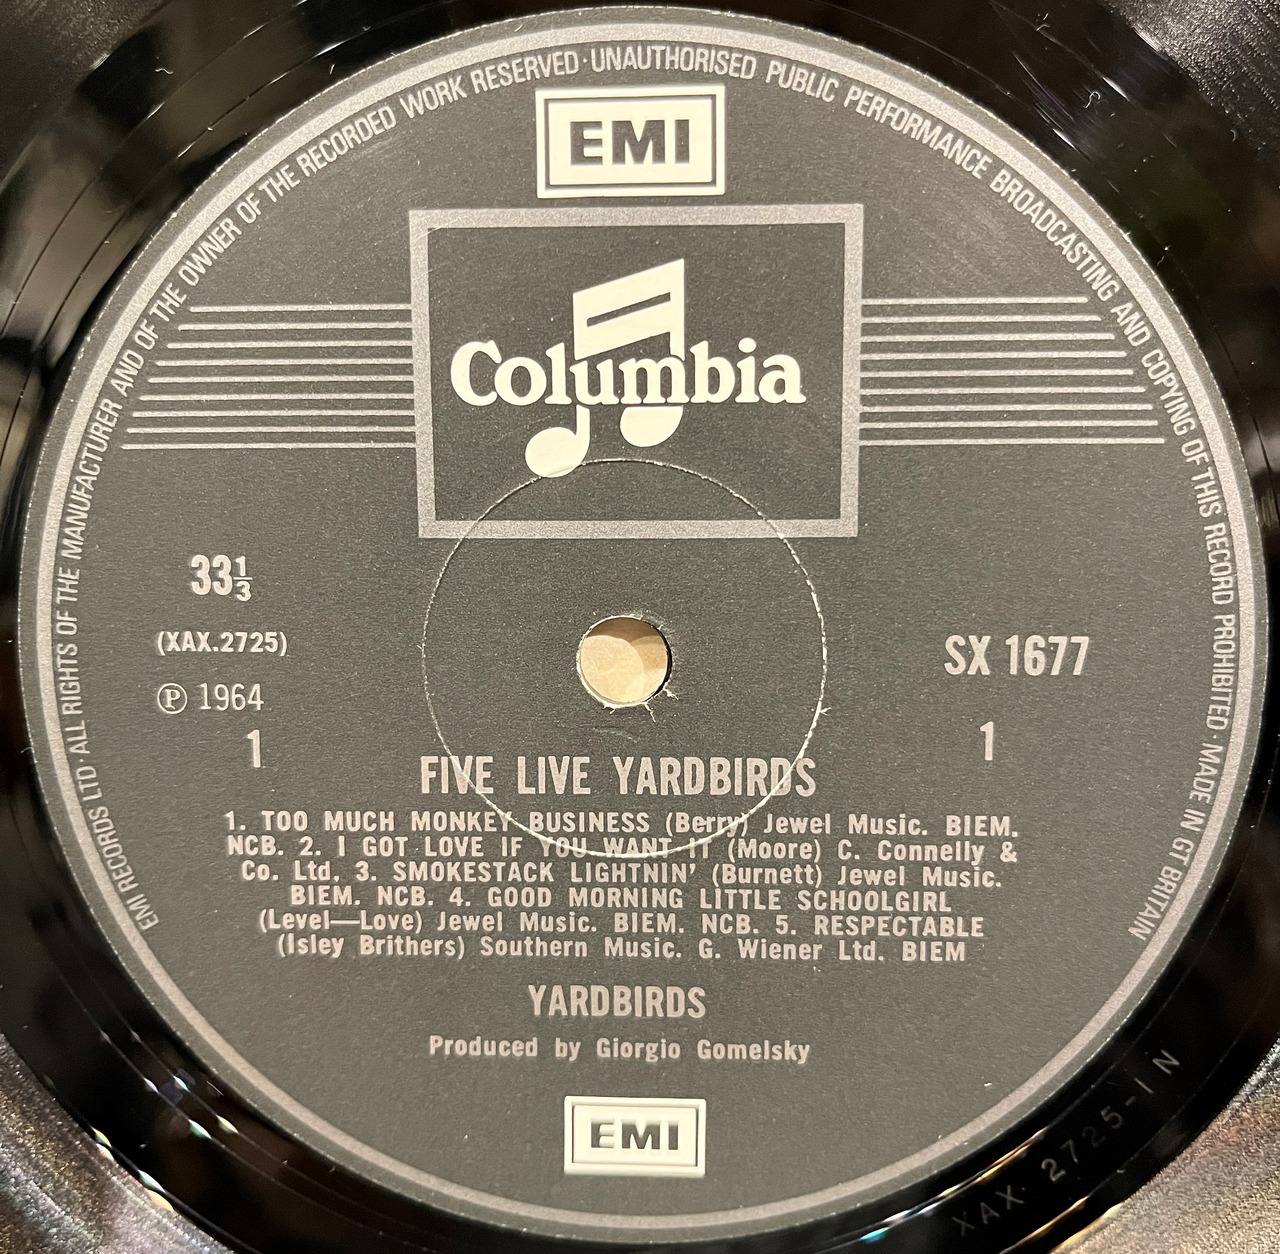 EMI RECORDS LTD · ALL RIGHTS OF THE MANUFACTURER AND OF THE OWNER OF THE RECORDED WORK RESERVED · UNAUTHORISED PUBLIC PERFORMANCE BROADCASTING AND COPYING OF THIS RECORD PROHIBITED · MADE IN GT BRITAIN
EMI
Columbia
33⅓
(XAX.2725)
SX 1677
Ⓟ 1964
1
1
FIVE LIVE YARDBIRDS
1. TOO MUCH MONKEY BUSINESS (Berry) Jewel Music. BIEM.
NCB. 2. I GOT LOVE IF YOU WANT IT (Moore) C. Connelly &
Co. Ltd. 3. SMOKESTACK LIGHTNIN' (Burnett) Jewel Music.
BIEM. NCB. 4. GOOD MORNING LITTLE SCHOOLGIRL
(Level—Love) Jewel Music. BIEM. NCB. 5. RESPECTABLE
(Isley Brithers) Southern Music. G. Wiener Ltd. BIEM
YARDBIRDS
Produced by Giorgio Gomelsky
EMI
XAX· 2725-1 N